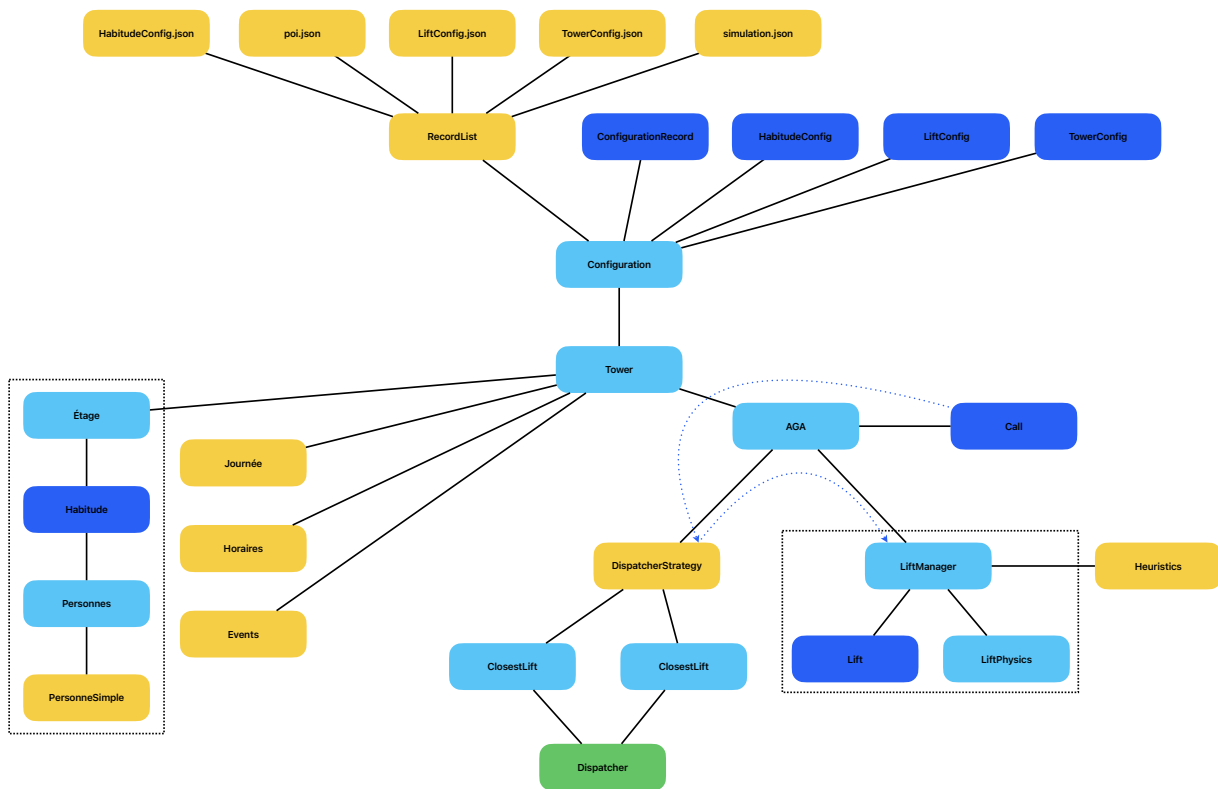 HabitudeConfig.json
poi.json
LiftConfig.json
TowerConfig.json
simulation.json
RecordList
ConfigurationRecord
HabitudeConfig
LiftConfig
TowerConfig
Configuration
Tower
Étage
AGA
Call
Journée
Habitude
Horaires
DispatcherStrategy
LiftManager
Heuristics
Personnes
Events
ClosestLift
ClosestLift
Lift
LiftPhysics
PersonneSimple
Dispatcher